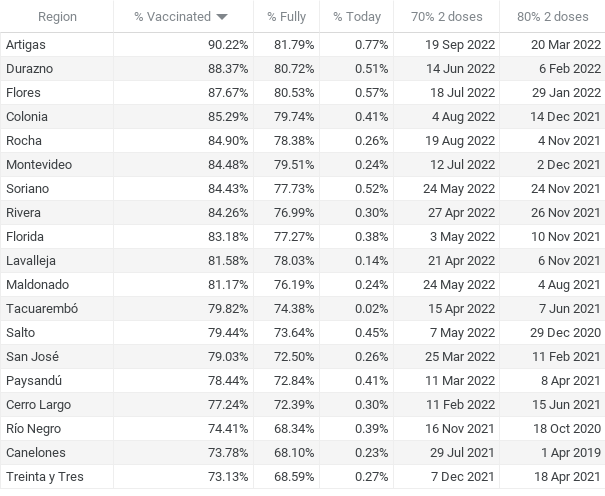 Region % Vaccinated % Fully % Today 70% 2 doses 80% 2 doses
Artigas 90.22% 81.79% 0.77% 19 Sep 2022 20 Mar 2022
Durazno 88.37% 80.72% 0.51% 14 Jun 2022 6 Feb 2022
Flores 87.67% 80.53% 0.57% 18 Jul 2022 29 Jan 2022
Colonia 85.29% 79.74% 0.41% 4 Aug 2022 14 Dec 2021
Rocha 84.90% 78.38% 0.26% 19 Aug 2022 4 Nov 2021
Montevideo 84.48% 79.51% 0.24% 12 Jul 2022 2 Dec 2021
Soriano 84.43% 77.73% 0.52% 24 May 2022 24 Nov 2021
Rivera 84.26% 76.99% 0.30% 27 Apr 2022 26 Nov 2021
Florida 83.18% 77.27% 0.38% 3 May 2022 10 Nov 2021
Lavalleja 81.58% 78.03% 0.14% 21 Apr 2022 6 Nov 2021
Maldonado 81.17% 76.19% 0.24% 24 May 2022 4 Aug 2021
Tacuarembó 79.82% 74.38% 0.02% 15 Apr 2022 7 Jun 2021
Salto 79.44% 73.64% 0.45% 7 May 2022 29 Dec 2020
San José 79.03% 72.50% 0.26% 25 Mar 2022 11 Feb 2021
Paysandú 78.44% 72.84% 0.41% 11 Mar 2022 8 Apr 2021
Cerro Largo 77.24% 72.39% 0.30% 11 Feb 2022 15 Jun 2021
Río Negro 74.41% 68.34% 0.39% 16 Nov 2021 18 Oct 2020
Canelones 73.78% 68.10% 0.23% 29 Jul 2021 1 Apr 2019
Treinta y Tres 73.13% 68.59% 0.27% 7 Dec 2021 18 Apr 2021